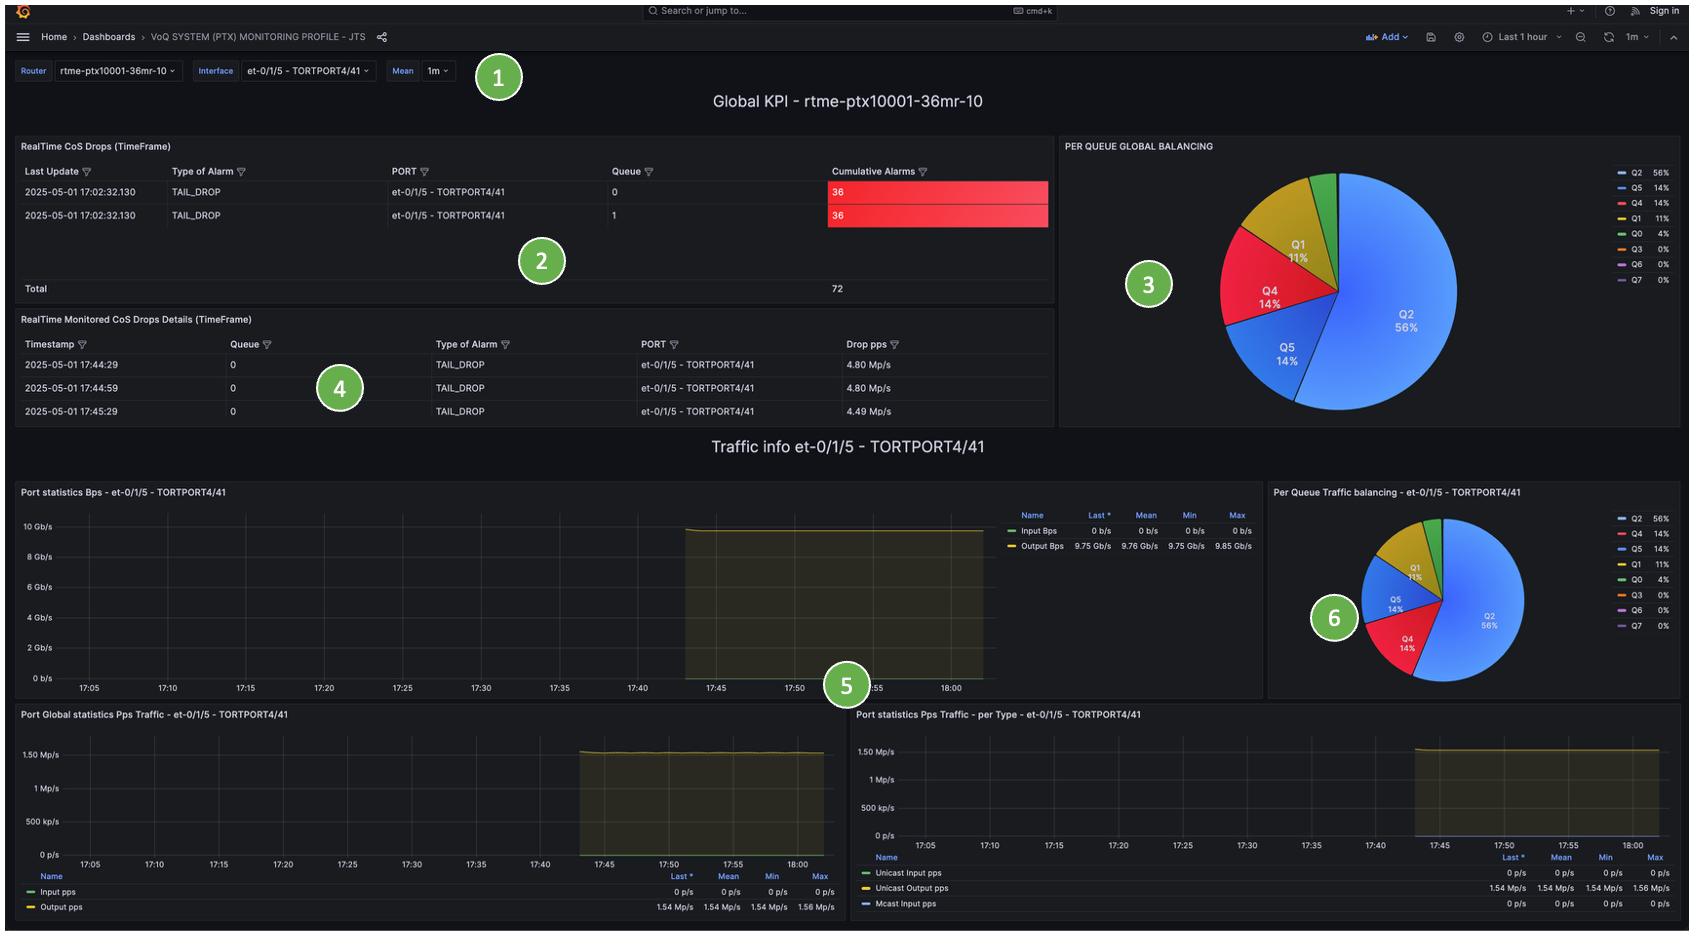 Search or jump to... cmd+k Sign in
Home › Dashboards › VoQ SYSTEM (PTX) MONITORING PROFILE - JTS Add Last 1 hour 1m
Router rtme-ptx10001-36mr-10 Interface et-0/1/5 - TORTPORT4/41 Mean 1m
1
Global KPI - rtme-ptx10001-36mr-10
RealTime CoS Drops (TimeFrame)
Last Update Type of Alarm PORT Queue Cumulative Alarms
2025-05-01 17:02:32.130 TAIL_DROP et-0/1/5 - TORTPORT4/41 0 36
2025-05-01 17:02:32.130 TAIL_DROP et-0/1/5 - TORTPORT4/41 1 36
2
Total 72
PER QUEUE GLOBAL BALANCING
Q1
11%
Q4
14%
Q5
14%
Q2
56%
3
Q2 56%
Q5 14%
Q4 14%
Q1 11%
Q0 4%
Q3 0%
Q6 0%
Q7 0%
RealTime Monitored CoS Drops Details (TimeFrame)
Timestamp Queue Type of Alarm PORT Drop pps
2025-05-01 17:44:29 0 TAIL_DROP et-0/1/5 - TORTPORT4/41 4.80 Mp/s
2025-05-01 17:44:59 0 TAIL_DROP et-0/1/5 - TORTPORT4/41 4.80 Mp/s
2025-05-01 17:45:29 0 TAIL_DROP et-0/1/5 - TORTPORT4/41 4.49 Mp/s
4
Traffic info et-0/1/5 - TORTPORT4/41
Port statistics Bps - et-0/1/5 - TORTPORT4/41
10 Gb/s
8 Gb/s
6 Gb/s
4 Gb/s
2 Gb/s
0 b/s
17:05 17:10 17:15 17:20 17:25 17:30 17:35 17:40 17:45 17:50 :55 18:00
5
Name Last * Mean Min Max
Input Bps 0 b/s 0 b/s 0 b/s 0 b/s
Output Bps 9.75 Gb/s 9.76 Gb/s 9.75 Gb/s 9.85 Gb/s
Per Queue Traffic balancing - et-0/1/5 - TORTPORT4/41
Q1
11%
Q5
14%
Q4
14%
Q2
56%
6
Q2 56%
Q4 14%
Q5 14%
Q1 11%
Q0 4%
Q3 0%
Q6 0%
Q7 0%
Port Global statistics Pps Traffic - et-0/1/5 - TORTPORT4/41
1.50 Mp/s
1 Mp/s
500 kp/s
0 p/s
17:05 17:10 17:15 17:20 17:25 17:30 17:35 17:40 17:45 17:50 17:55 18:00
Name Last * Mean Min Max
Input pps 0 p/s 0 p/s 0 p/s 0 p/s
Output pps 1.54 Mp/s 1.54 Mp/s 1.54 Mp/s 1.56 Mp/s
Port statistics Pps Traffic - per Type - et-0/1/5 - TORTPORT4/41
1.50 Mp/s
1 Mp/s
500 kp/s
0 p/s
17:05 17:10 17:15 17:20 17:25 17:30 17:35 17:40 17:45 17:50 17:55 18:00
Name Last * Mean Min Max
Unicast Input pps 0 p/s 0 p/s 0 p/s 0 p/s
Unicast Output pps 1.54 Mp/s 1.54 Mp/s 1.54 Mp/s 1.56 Mp/s
Mcast Input pps 0 p/s 0 p/s 0 p/s 0 p/s